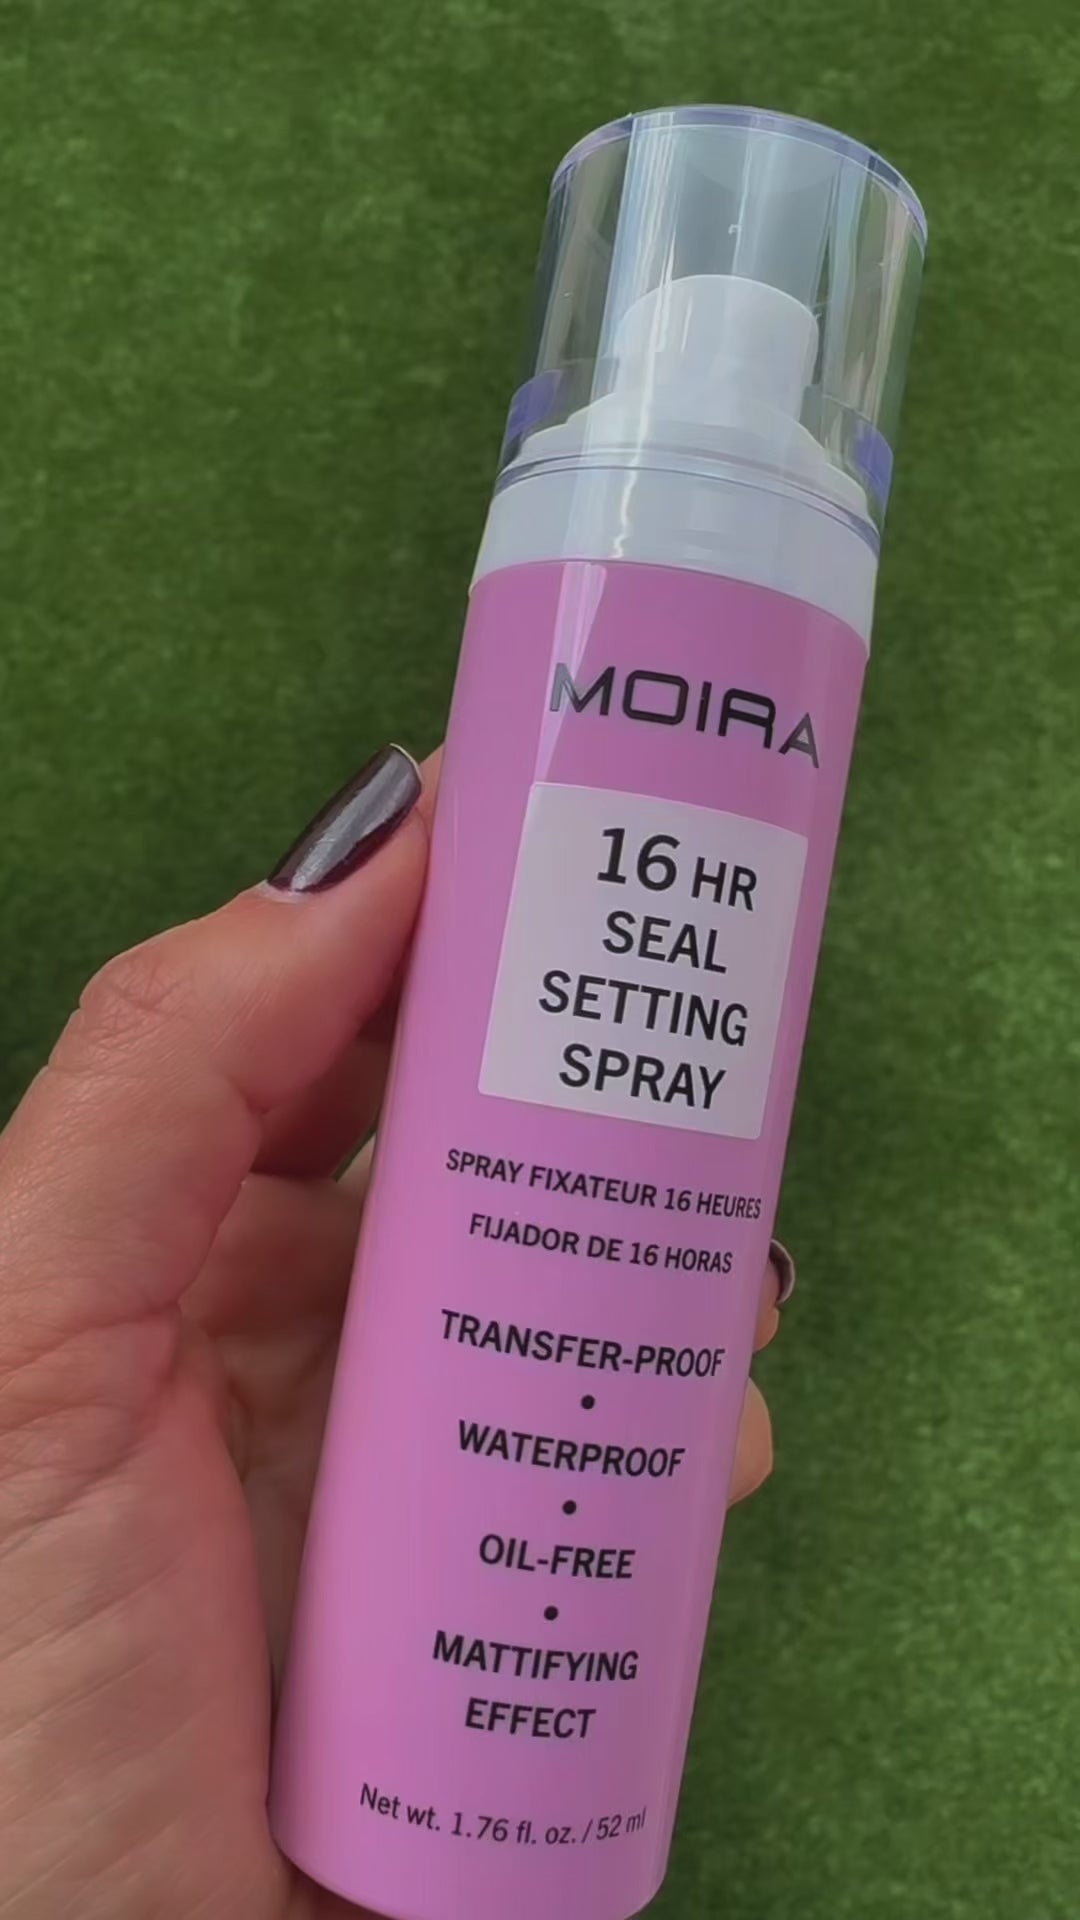 MOIRA
16 HR
SEAL
SETTING
SPRAY
SPRAY FIXATEUR 16 HEURES
FIJADOR DE 16 HORAS
TRANSFER-PROOF
•
WATERPROOF
•
OIL-FREE
•
MATTIFYING
EFFECT
Net wt. 1.76 fl. oz. / 52 ml